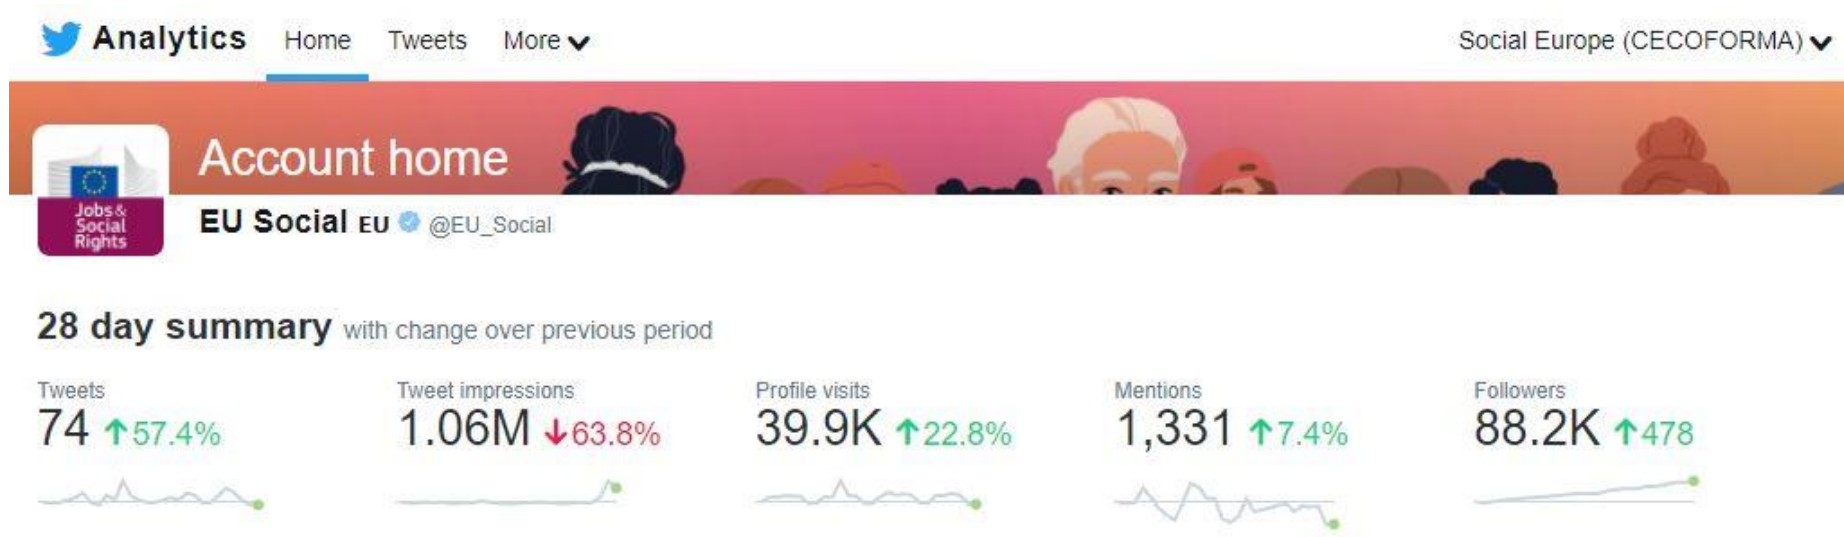 Analytics Home Tweets More Social Europe (CECOFORMA)
Account home
Jobs &
Social
Rights
EU Social EU @EU_Social
28 day summary with change over previous period
Tweets Tweet impressions Profile visits Mentions Followers
74 ↑57.4% 1.06M ↓63.8% 39.9K ↑22.8% 1,331 ↑7.4% 88.2K ↑478